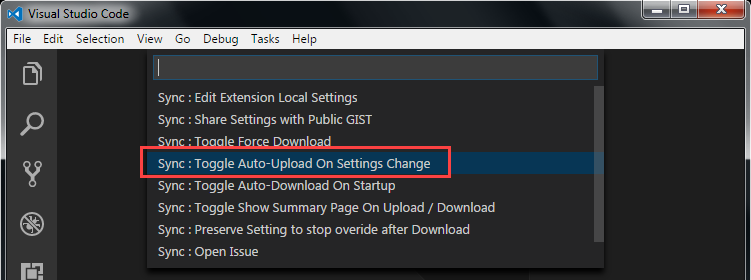 Visual Studio Code
File Edit Selection View Go Debug Tasks Help
Sync : Edit Extension Local Settings
Sync : Share Settings with Public GIST
Sync : Toggle Force Download
Sync : Toggle Auto-Upload On Settings Change
Sync : Toggle Auto-Download On Startup
Sync : Toggle Show Summary Page On Upload / Download
Sync : Preserve Setting to stop overide after Download
Sync : Open Issue